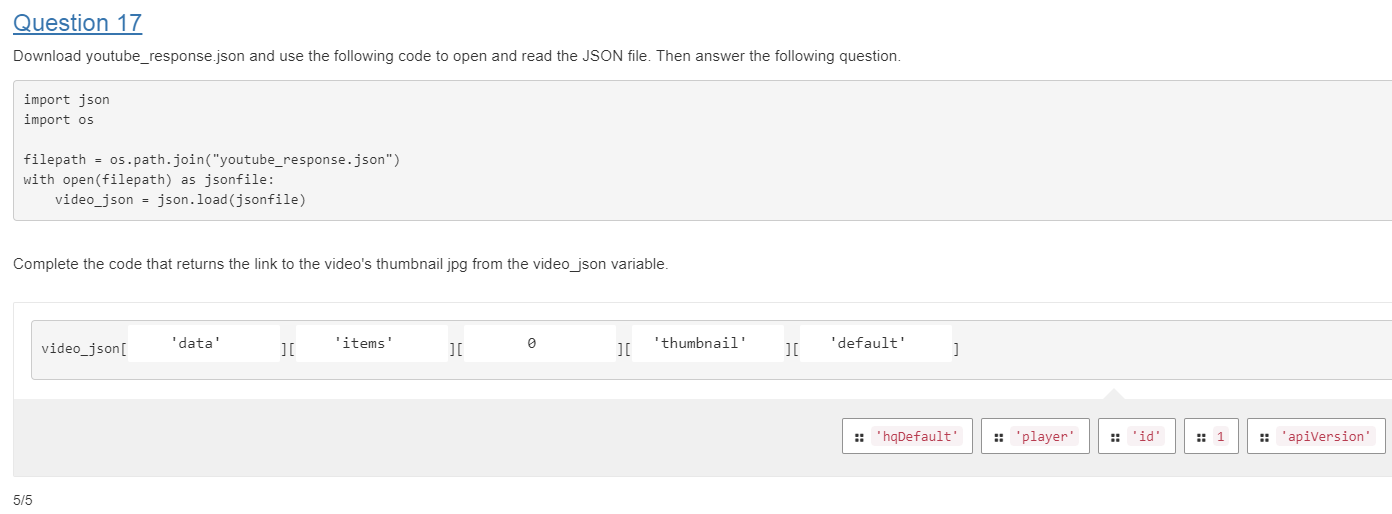 Question 17
Download youtube_response.json and use the following code to open and read the JSON file. Then answer the following question.
import json
import os
filepath = os.path.join("youtube_response.json")
with open(filepath) as jsonfile:
    video_json = json.load(jsonfile)
Complete the code that returns the link to the video's thumbnail jpg from the video_json variable.
video_json[ 'data' ][ 'items' ][ 0 ][ 'thumbnail' ][ 'default' ]
'hqDefault' 'player' 'id' 1 'apiVersion'
5/5